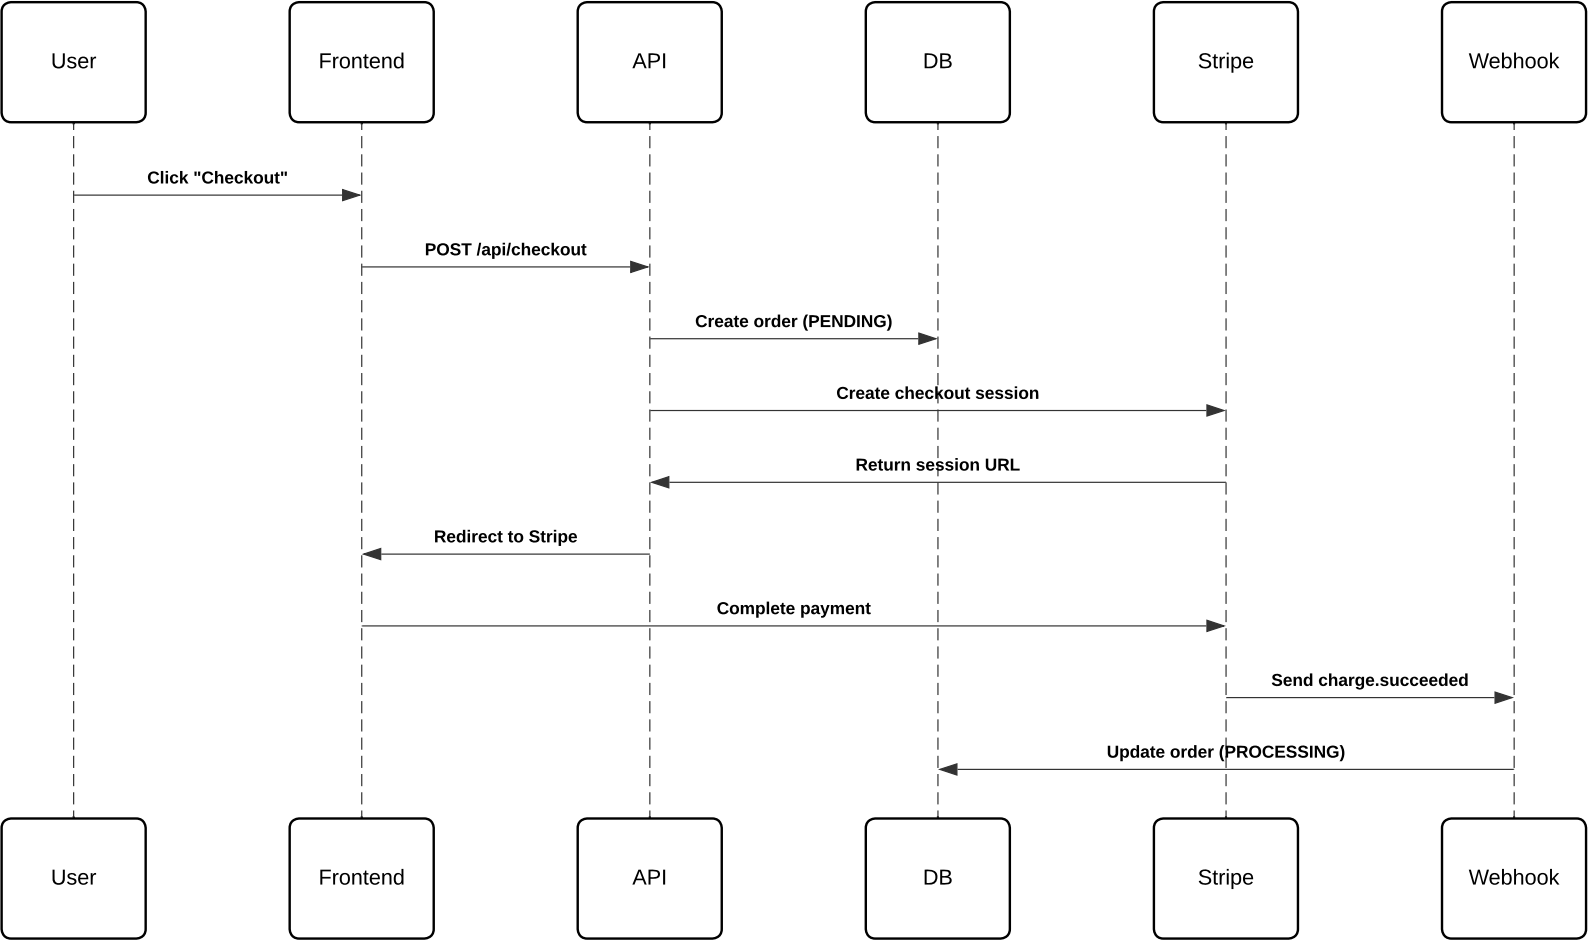 User
Frontend
API
DB
Stripe
Webhook
Click "Checkout"
POST /api/checkout
Create order (PENDING)
Create checkout session
Return session URL
Redirect to Stripe
Complete payment
Send charge.succeeded
Update order (PROCESSING)
User
Frontend
API
DB
Stripe
Webhook